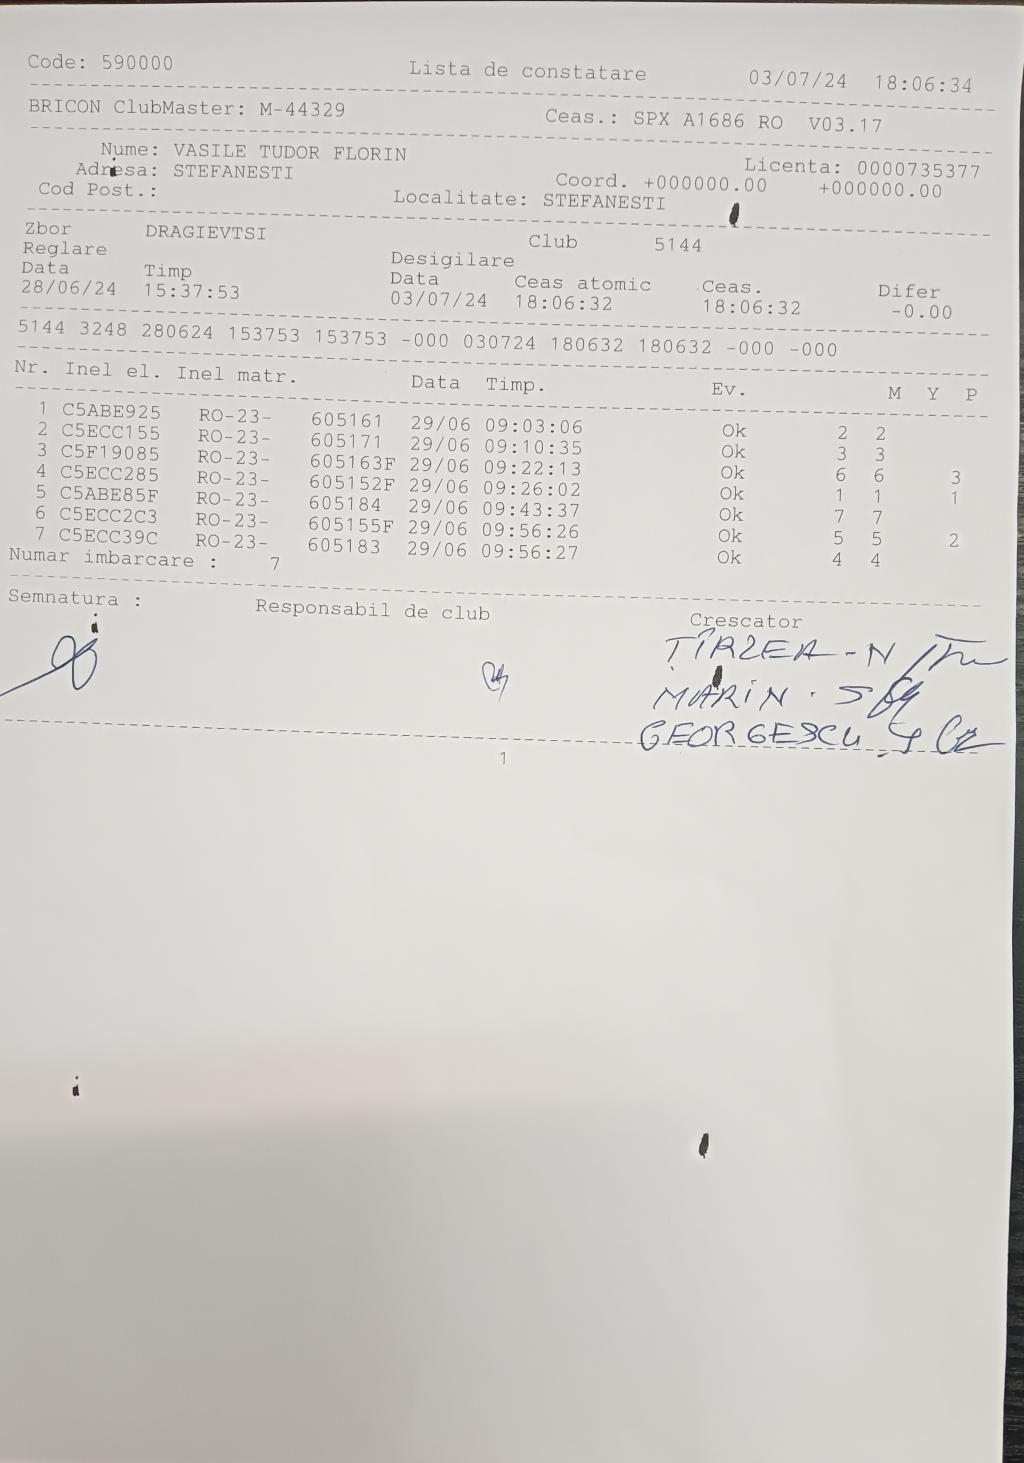 Code: 590000 Lista de constatare 03/07/24 18:06:34
BRICON ClubMaster: M-44329 Ceas.: SPX A1686 RO V03.17
Nume: VASILE TUDOR FLORIN Licenta: 0000735377
Adresa: STEFANESTI Coord. +000000.00 +000000.00
Cod Post.: Localitate: STEFANESTI
Zbor DRAGIEVTSI Club 5144
Reglare Desigilare
Data Timp Data Ceas atomic Ceas. Difer
28/06/24 15:37:53 03/07/24 18:06:32 18:06:32 -0.00
5144 3248 280624 153753 153753 -000 030724 180632 180632 -000 -000
Nr. Inel el. Inel matr. Data Timp. Ev. M Y P
1 C5ABE925 RO-23- 605161 29/06 09:03:06 Ok 2 2
2 C5ECC155 RO-23- 605171 29/06 09:10:35 Ok 3 3
3 C5F19085 RO-23- 605163F 29/06 09:22:13 Ok 6 6 3
4 C5ECC285 RO-23- 605152F 29/06 09:26:02 Ok 1 1 1
5 C5ABE85F RO-23- 605184 29/06 09:43:37 Ok 7 7
6 C5ECC2C3 RO-23- 605155F 29/06 09:56:26 Ok 5 5 2
7 C5ECC39C RO-23- 605183 29/06 09:56:27 Ok 4 4
Numar imbarcare : 7
Semnatura : Responsabil de club Crescator
TÎRZEA - N
MARIN . S
GEORGESCU
1